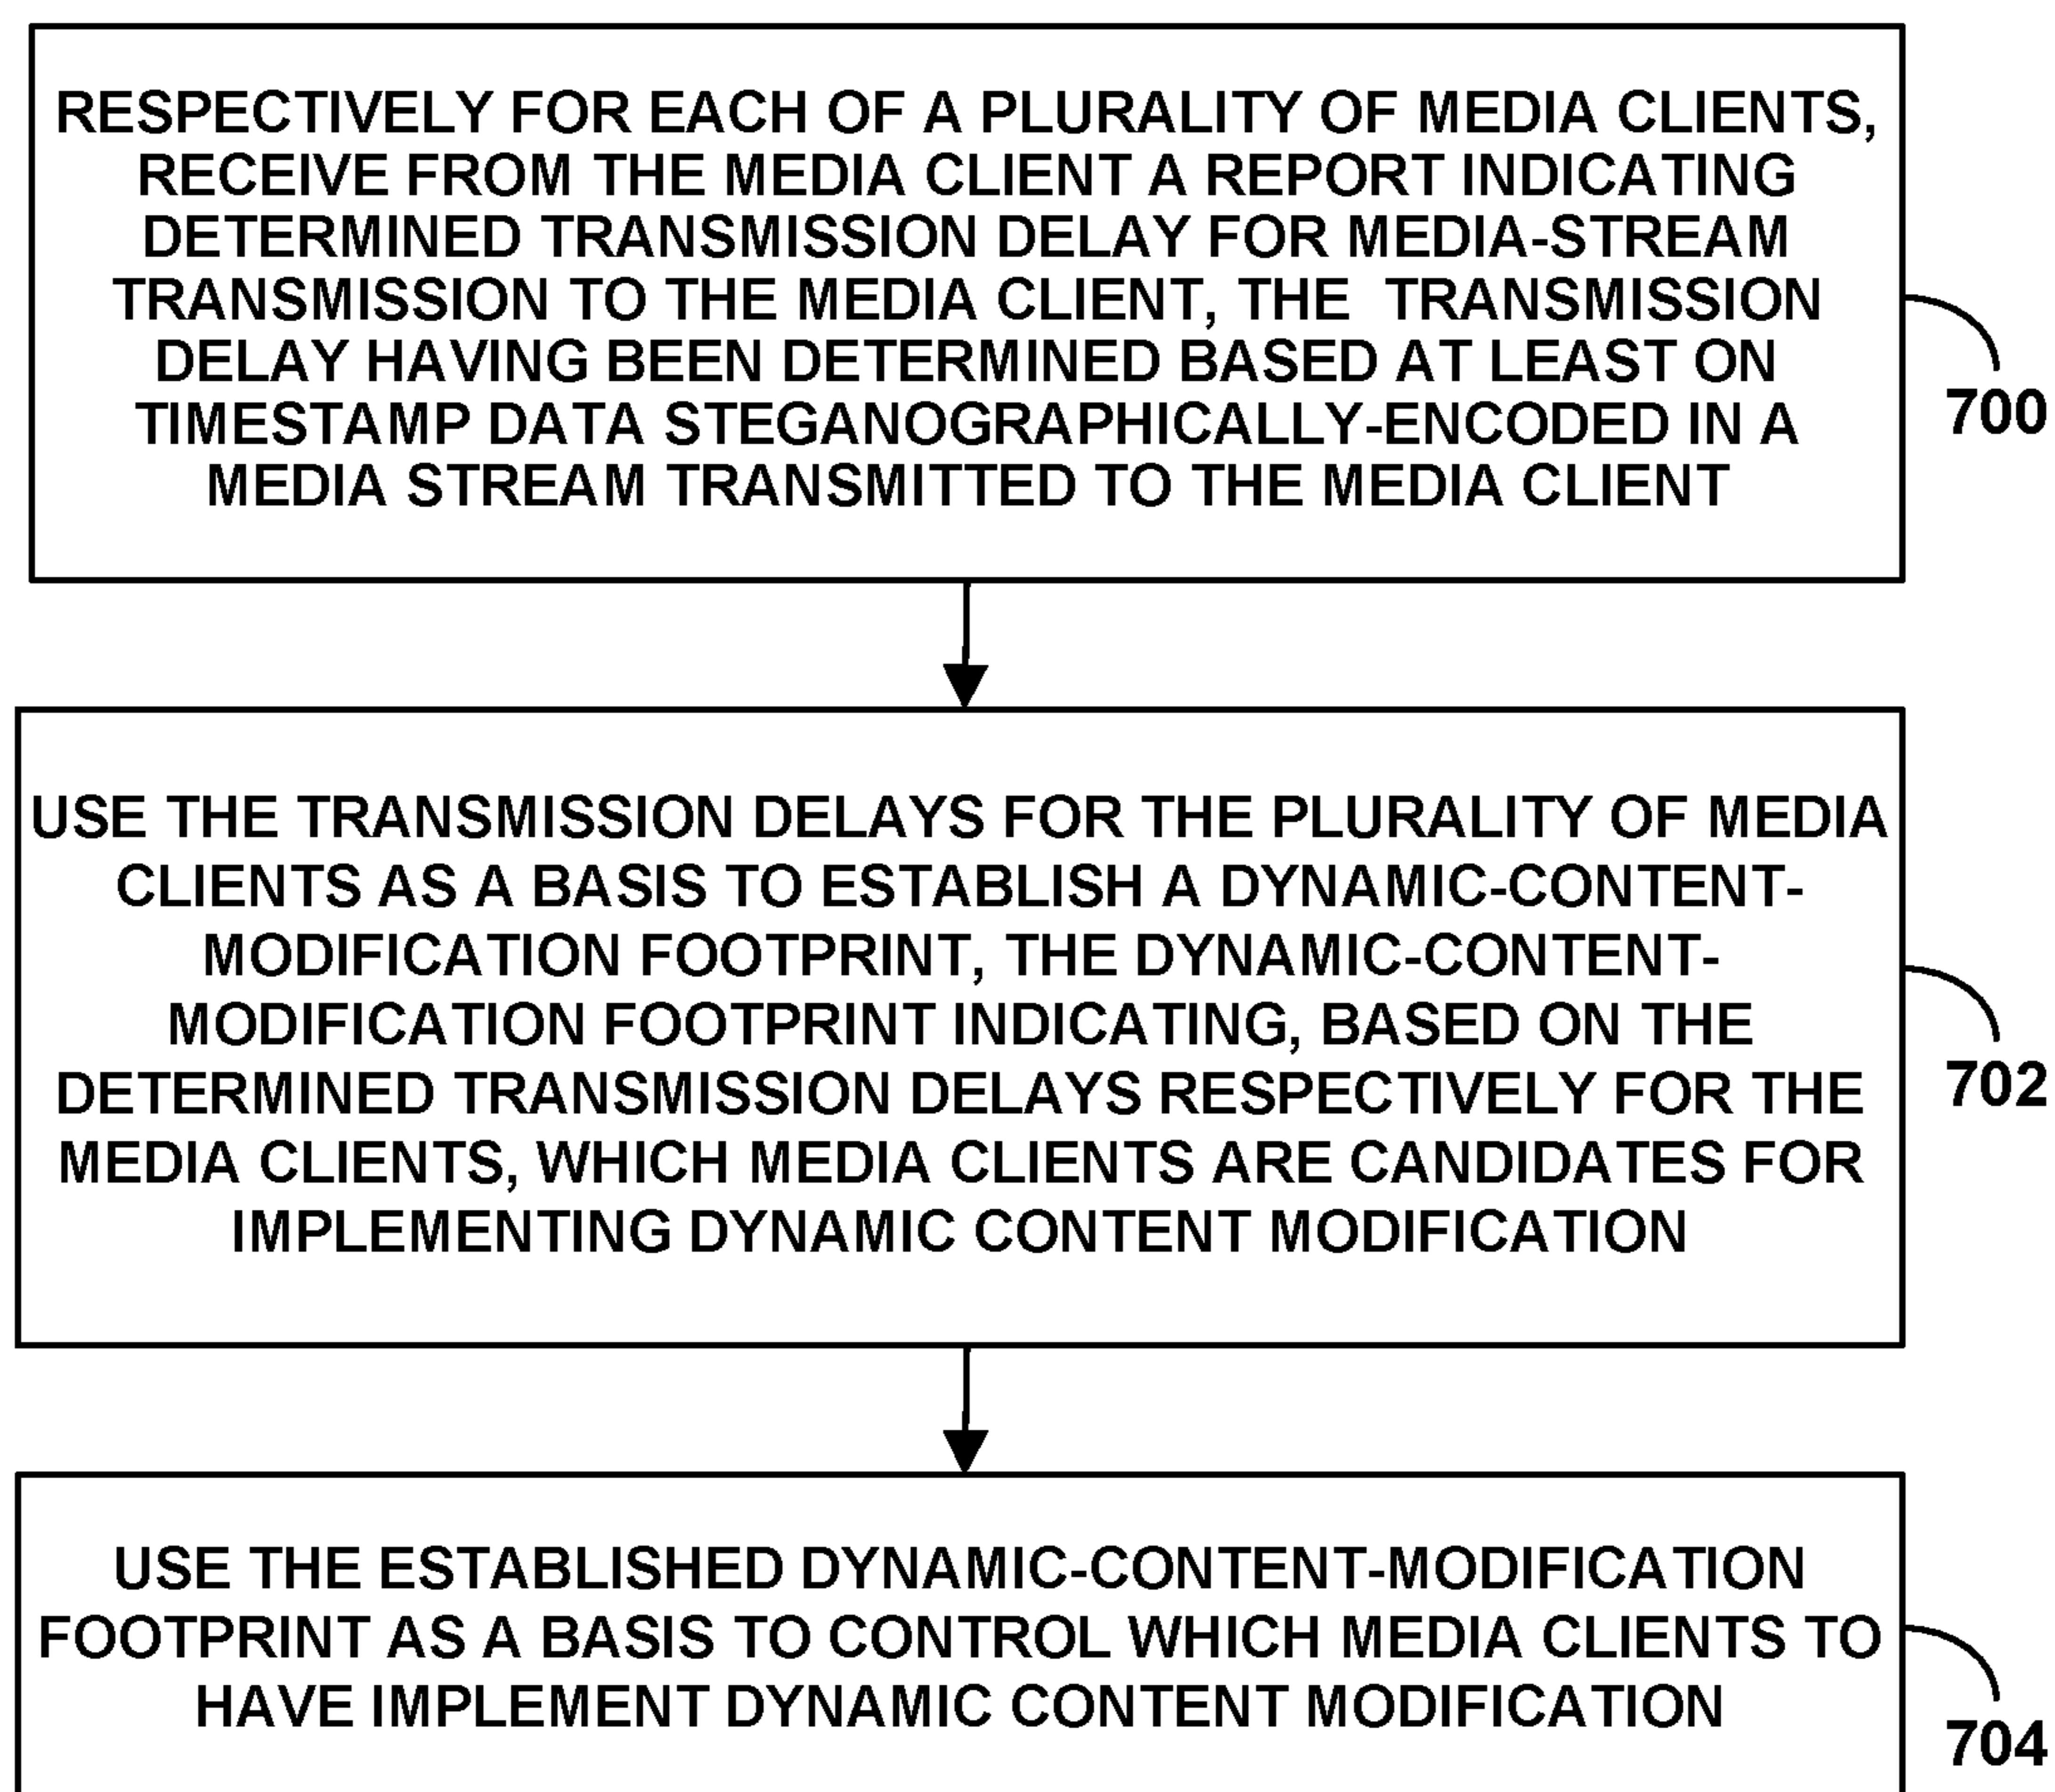 RESPECTIVELY FOR EACH OF A PLURALITY OF MEDIA CLIENTS,
RECEIVE FROM THE MEDIA CLIENT A REPORT INDICATING
DETERMINED TRANSMISSION DELAY FOR MEDIA-STREAM
TRANSMISSION TO THE MEDIA CLIENT, THE TRANSMISSION
DELAY HAVING BEEN DETERMINED BASED AT LEAST ON
TIMESTAMP DATA STEGANOGRAPHICALLY-ENCODED IN A
MEDIA STREAM TRANSMITTED TO THE MEDIA CLIENT
700
USE THE TRANSMISSION DELAYS FOR THE PLURALITY OF MEDIA
CLIENTS AS A BASIS TO ESTABLISH A DYNAMIC-CONTENT-
MODIFICATION FOOTPRINT, THE DYNAMIC-CONTENT-
MODIFICATION FOOTPRINT INDICATING, BASED ON THE
DETERMINED TRANSMISSION DELAYS RESPECTIVELY FOR THE
MEDIA CLIENTS, WHICH MEDIA CLIENTS ARE CANDIDATES FOR
IMPLEMENTING DYNAMIC CONTENT MODIFICATION
702
USE THE ESTABLISHED DYNAMIC-CONTENT-MODIFICATION
FOOTPRINT AS A BASIS TO CONTROL WHICH MEDIA CLIENTS TO
HAVE IMPLEMENT DYNAMIC CONTENT MODIFICATION
704